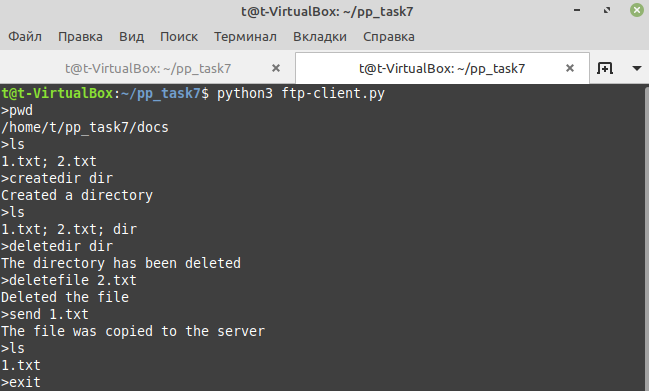 t@t-VirtualBox: ~/pp_task7
Файл Правка Вид Поиск Терминал Вкладки Справка
t@t-VirtualBox: ~/pp_task7 t@t-VirtualBox: ~/pp_task7
t@t-VirtualBox:~/pp_task7$ python3 ftp-client.py
>pwd
/home/t/pp_task7/docs
>ls
1.txt; 2.txt
>createdir dir
Created a directory
>ls
1.txt; 2.txt; dir
>deletedir dir
The directory has been deleted
>deletefile 2.txt
Deleted the file
>send 1.txt
The file was copied to the server
>ls
1.txt
>exit